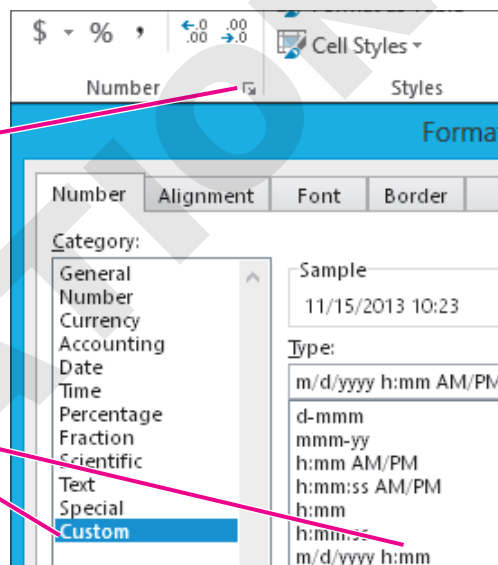 $ % , ←.0 .00 .00 →.0
Cell Styles
Number Styles
Forma
Number Alignment Font Border
Category:
General
Number
Currency
Accounting
Date
Time
Percentage
Fraction
Scientific
Text
Special
Custom
Sample
11/15/2013 10:23
Type:
m/d/yyyy h:mm AM/PM
d-mmm
mmm-yy
h:mm AM/PM
h:mm:ss AM/PM
h:mm
h:mm:ss
m/d/yyyy h:mm